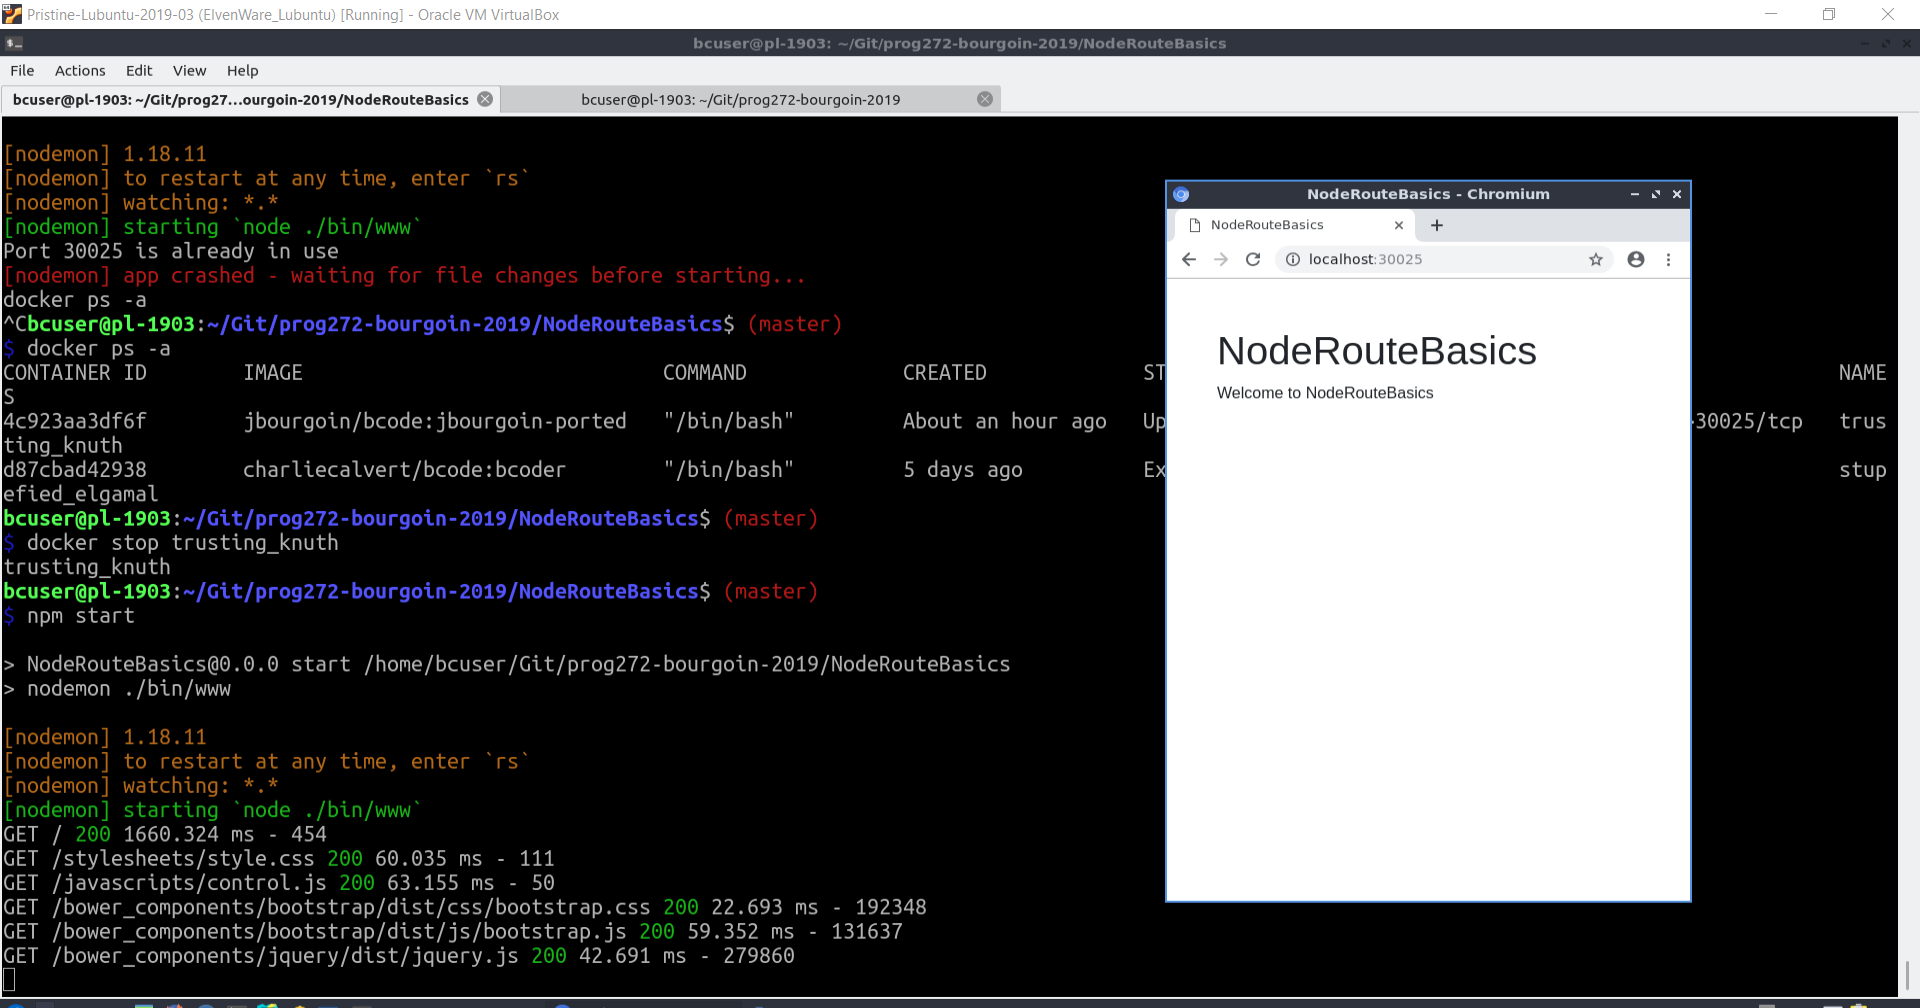 Pristine-Lubuntu-2019-03 (ElvenWare_Lubuntu) [Running] - Oracle VM VirtualBox
bcuser@pl-1903: ~/Git/prog272-bourgoin-2019/NodeRouteBasics
File Actions Edit View Help
bcuser@pl-1903: ~/Git/prog27...ourgoin-2019/NodeRouteBasics
bcuser@pl-1903: ~/Git/prog272-bourgoin-2019
[nodemon] 1.18.11
[nodemon] to restart at any time, enter `rs`
[nodemon] watching: *.*
[nodemon] starting `node ./bin/www`
Port 30025 is already in use
[nodemon] app crashed - waiting for file changes before starting...
docker ps -a
^Cbcuser@pl-1903:~/Git/prog272-bourgoin-2019/NodeRouteBasics$ (master)
$ docker ps -a
CONTAINER ID IMAGE COMMAND CREATED ST NAME
S
4c923aa3df6f jbourgoin/bcode:jbourgoin-ported "/bin/bash" About an hour ago Up 30025/tcp trus
ting_knuth
d87cbad42938 charliecalvert/bcode:bcoder "/bin/bash" 5 days ago Ex stup
efied_elgamal
bcuser@pl-1903:~/Git/prog272-bourgoin-2019/NodeRouteBasics$ (master)
$ docker stop trusting_knuth
trusting_knuth
bcuser@pl-1903:~/Git/prog272-bourgoin-2019/NodeRouteBasics$ (master)
$ npm start
> NodeRouteBasics@0.0.0 start /home/bcuser/Git/prog272-bourgoin-2019/NodeRouteBasics
> nodemon ./bin/www
[nodemon] 1.18.11
[nodemon] to restart at any time, enter `rs`
[nodemon] watching: *.*
[nodemon] starting `node ./bin/www`
GET / 200 1660.324 ms - 454
GET /stylesheets/style.css 200 60.035 ms - 111
GET /javascripts/control.js 200 63.155 ms - 50
GET /bower_components/bootstrap/dist/css/bootstrap.css 200 22.693 ms - 192348
GET /bower_components/bootstrap/dist/js/bootstrap.js 200 59.352 ms - 131637
GET /bower_components/jquery/dist/jquery.js 200 42.691 ms - 279860
NodeRouteBasics - Chromium
NodeRouteBasics
localhost:30025
NodeRouteBasics
Welcome to NodeRouteBasics